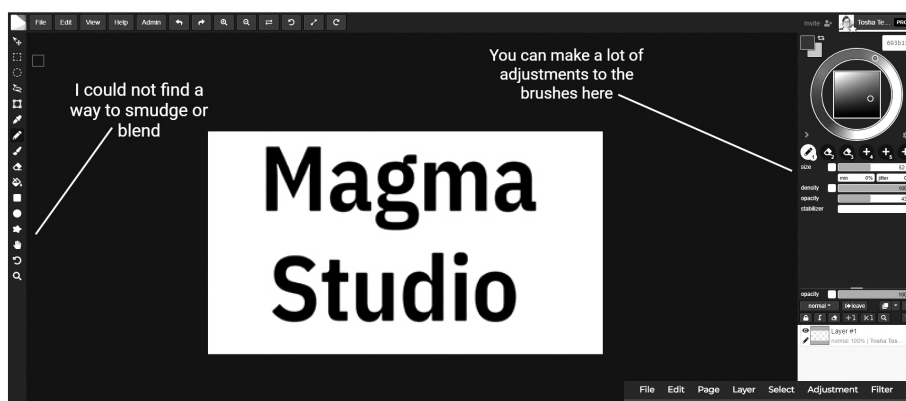 File Edit View Help Admin
Invite
Tosha Te... PRO
You can make a lot of
adjustments to the
brushes here
I could not find a
way to smudge or
blend
Magma
Studio
size
min 0% jitter
density
opacity
stabilizer
opacity
normal
leave
Layer #1
normal 100% | Tosha Tes...
File Edit Page Layer Select Adjustment Filter